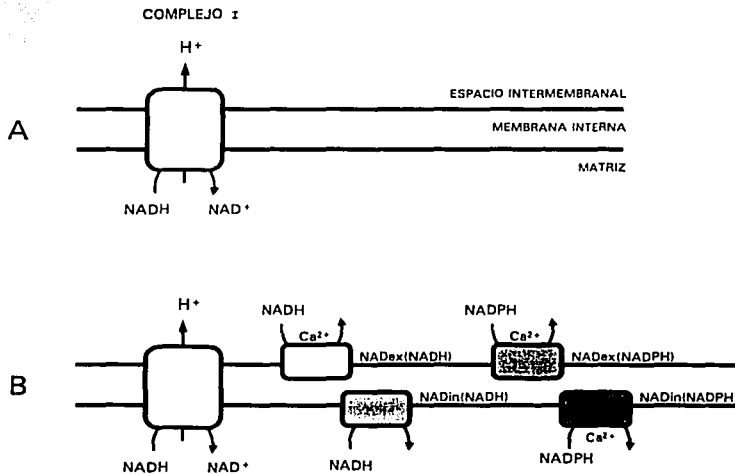 COMPLEJO I
H+
ESPACIO INTERMEMBRANAL
A
MEMBRANA INTERNA
MATRIZ
NADH NAD+
H+
NADH
NADPH
Ca2+
Ca2+
NADex(NADH)
NADex(NADPH)
B
NADin(NADH)
NADin(NADPH)
Ca2+
NADH NAD+
NADH
NADPH